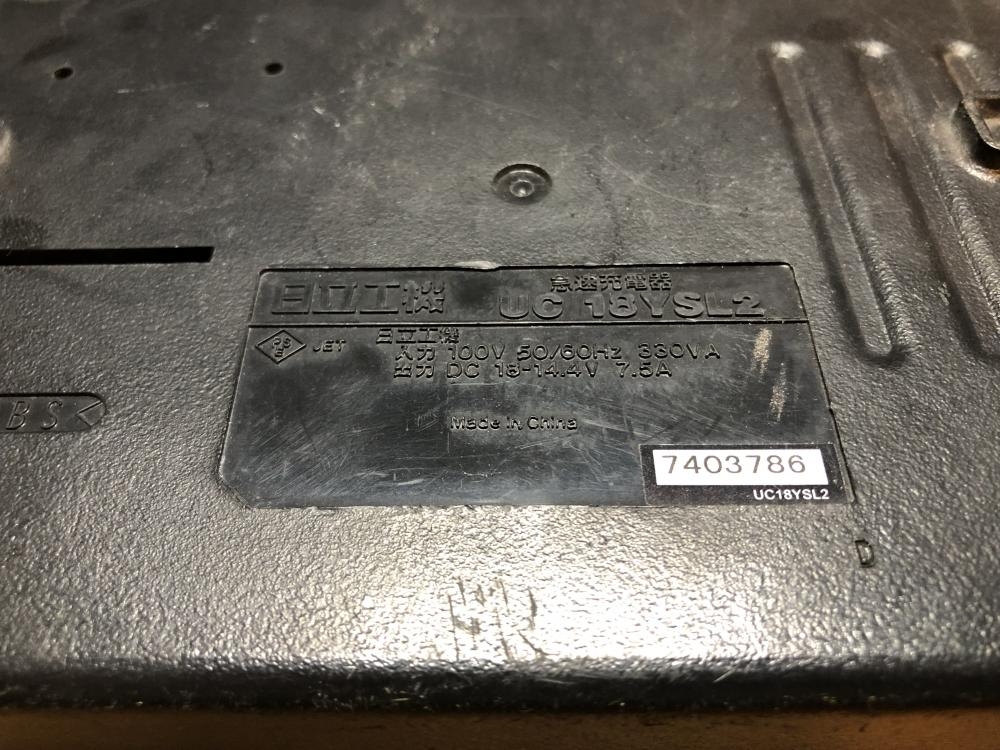 急速充電器
日立工機 UC 18YSL2
PSE JET 日立工機
入力 100V 50/60Hz 330VA
出力 DC 18-14.4V 7.5A
Made in China
7403786
UC18YSL2
BS<
D